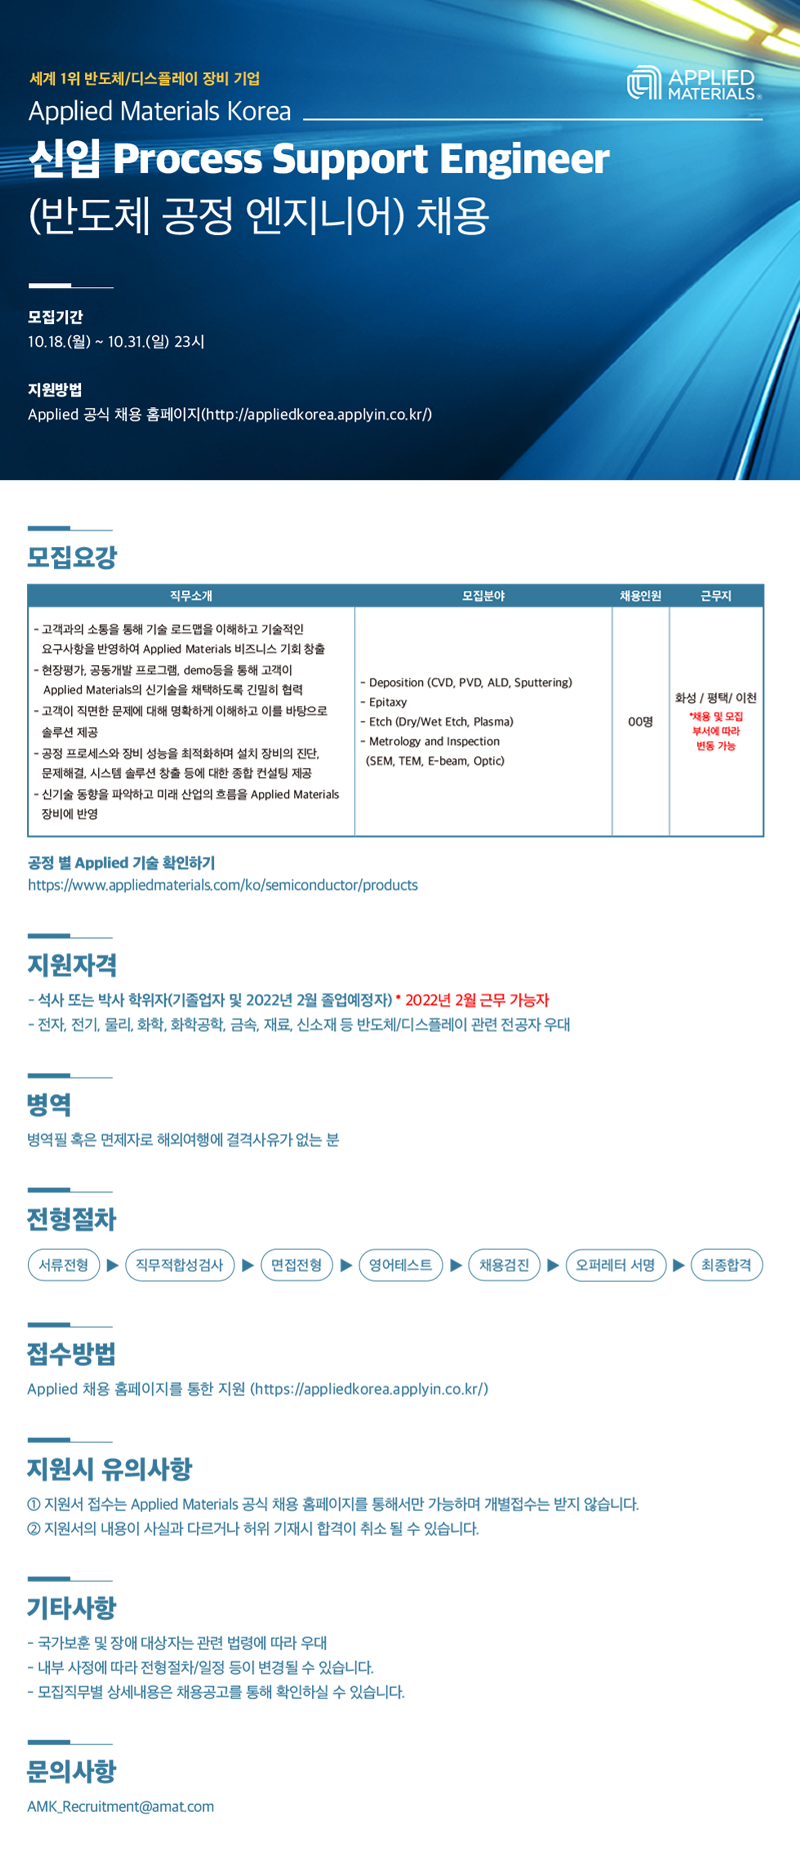 세계 1위 반도체/디스플레이 장비 기업
APPLIED
MATERIALS®
Applied Materials Korea
신입 Process Support Engineer
(반도체 공정 엔지니어) 채용
모집기간
10.18.(월) ~ 10.31.(일) 23시
지원방법
Applied 공식 채용 홈페이지(http://appliedkorea.applyin.co.kr/)
모집요강
직무소개 모집분야 채용인원 근무지
- 고객과의 소통을 통해 기술 로드맵을 이해하고 기술적인
요구사항을 반영하여 Applied Materials 비즈니스 기회 창출
- 현장평가, 공동개발 프로그램, demo등을 통해 고객이
Applied Materials의 신기술을 채택하도록 긴밀히 협력
- 고객이 직면한 문제에 대해 명확하게 이해하고 이를 바탕으로
솔루션 제공
- 공정 프로세스와 장비 성능을 최적화하며 설치 장비의 진단,
문제해결, 시스템 솔루션 창출 등에 대한 종합 컨설팅 제공
- 신기술 동향을 파악하고 미래 산업의 흐름을 Applied Materials
장비에 반영
- Deposition (CVD, PVD, ALD, Sputtering)
- Epitaxy
- Etch (Dry/Wet Etch, Plasma)
- Metrology and Inspection
(SEM, TEM, E-beam, Optic)
00명
화성 / 평택/ 이천
*채용 및 모집
부서에 따라
변동 가능
공정 별 Applied 기술 확인하기
https://www.appliedmaterials.com/ko/semiconductor/products
지원자격
- 석사 또는 박사 학위자(기졸업자 및 2022년 2월 졸업예정자) * 2022년 2월 근무 가능자
- 전자, 전기, 물리, 화학, 화학공학, 금속, 재료, 신소재 등 반도체/디스플레이 관련 전공자 우대
병역
병역필 혹은 면제자로 해외여행에 결격사유가 없는 분
전형절차
서류전형 ▶ 직무적합성검사 ▶ 면접전형 ▶ 영어테스트 ▶ 채용검진 ▶ 오퍼레터 서명 ▶ 최종합격
접수방법
Applied 채용 홈페이지를 통한 지원 (https://appliedkorea.applyin.co.kr/)
지원시 유의사항
① 지원서 접수는 Applied Materials 공식 채용 홈페이지를 통해서만 가능하며 개별접수는 받지 않습니다.
② 지원서의 내용이 사실과 다르거나 허위 기재시 합격이 취소 될 수 있습니다.
기타사항
- 국가보훈 및 장애 대상자는 관련 법령에 따라 우대
- 내부 사정에 따라 전형절차/일정 등이 변경될 수 있습니다.
- 모집직무별 상세내용은 채용공고를 통해 확인하실 수 있습니다.
문의사항
AMK_Recruitment@amat.com